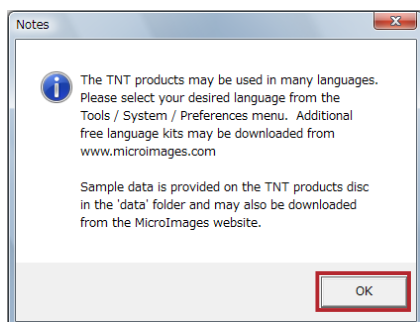 Notes
The TNT products may be used in many languages.
Please select your desired language from the
Tools / System / Preferences menu.  Additional
free language kits may be downloaded from
www.microimages.com
Sample data is provided on the TNT products disc
in the 'data' folder and may also be downloaded
from the MicroImages website.
OK